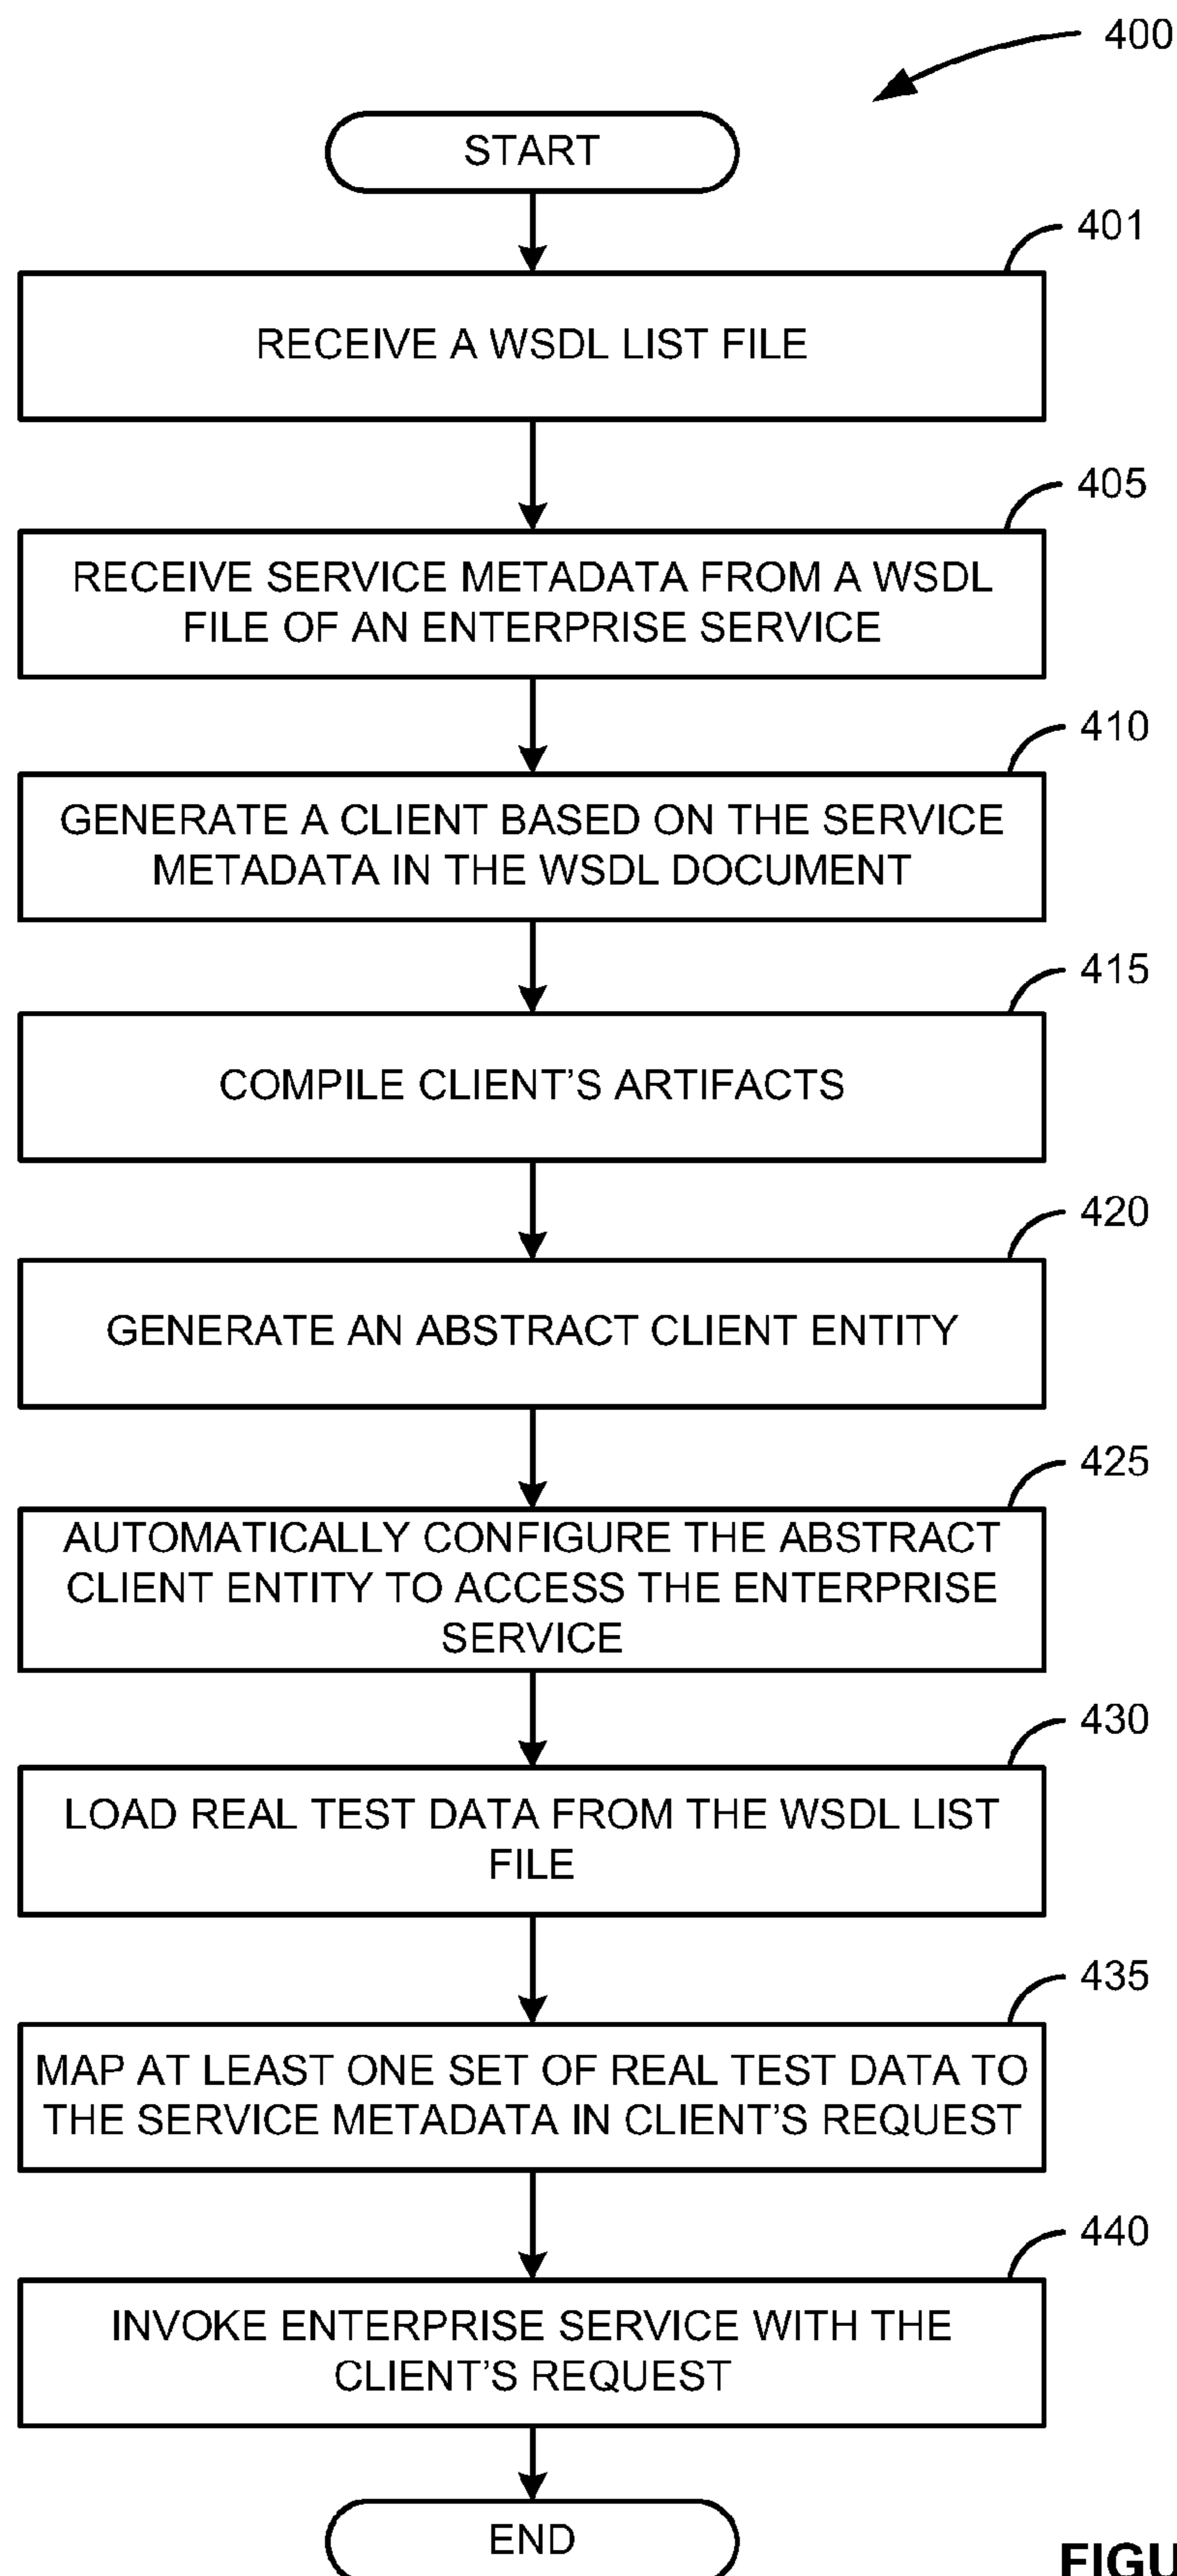 400
START
401
RECEIVE A WSDL LIST FILE
405
RECEIVE SERVICE METADATA FROM A WSDL
FILE OF AN ENTERPRISE SERVICE
410
GENERATE A CLIENT BASED ON THE SERVICE
METADATA IN THE WSDL DOCUMENT
415
COMPILE CLIENT'S ARTIFACTS
420
GENERATE AN ABSTRACT CLIENT ENTITY
425
AUTOMATICALLY CONFIGURE THE ABSTRACT
CLIENT ENTITY TO ACCESS THE ENTERPRISE
SERVICE
430
LOAD REAL TEST DATA FROM THE WSDL LIST
FILE
435
MAP AT LEAST ONE SET OF REAL TEST DATA TO
THE SERVICE METADATA IN CLIENT'S REQUEST
440
INVOKE ENTERPRISE SERVICE WITH THE
CLIENT'S REQUEST
END